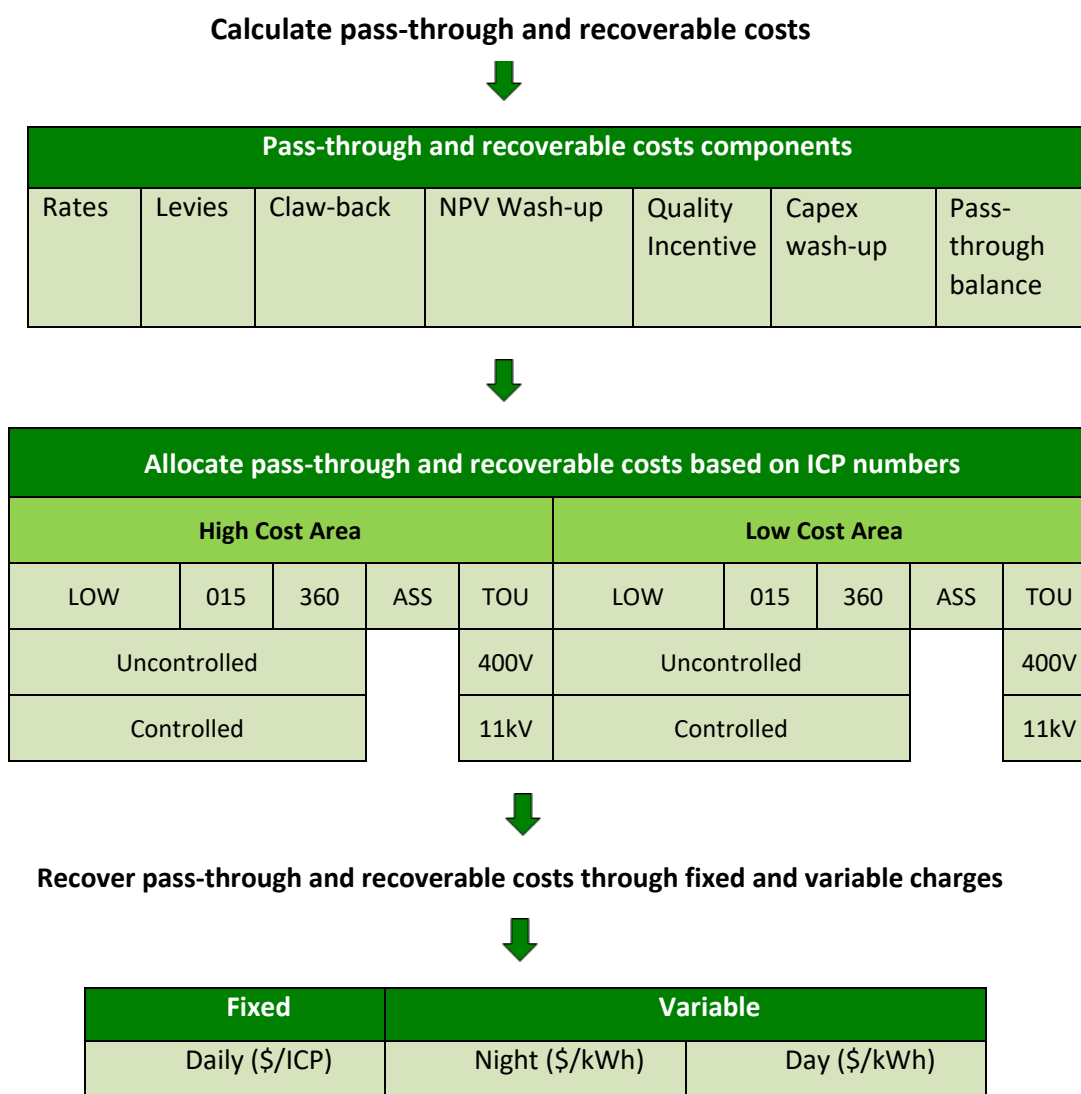 Calculate pass-through and recoverable costs
Pass-through and recoverable costs components
Rates Levies Claw-back NPV Wash-up Quality Incentive Capex wash-up Pass-through balance
Allocate pass-through and recoverable costs based on ICP numbers
High Cost Area Low Cost Area
LOW 015 360 ASS TOU LOW 015 360 ASS TOU
Uncontrolled 400V Uncontrolled 400V
Controlled 11kV Controlled 11kV
Recover pass-through and recoverable costs through fixed and variable charges
Fixed Variable
Daily ($/ICP) Night ($/kWh) Day ($/kWh)